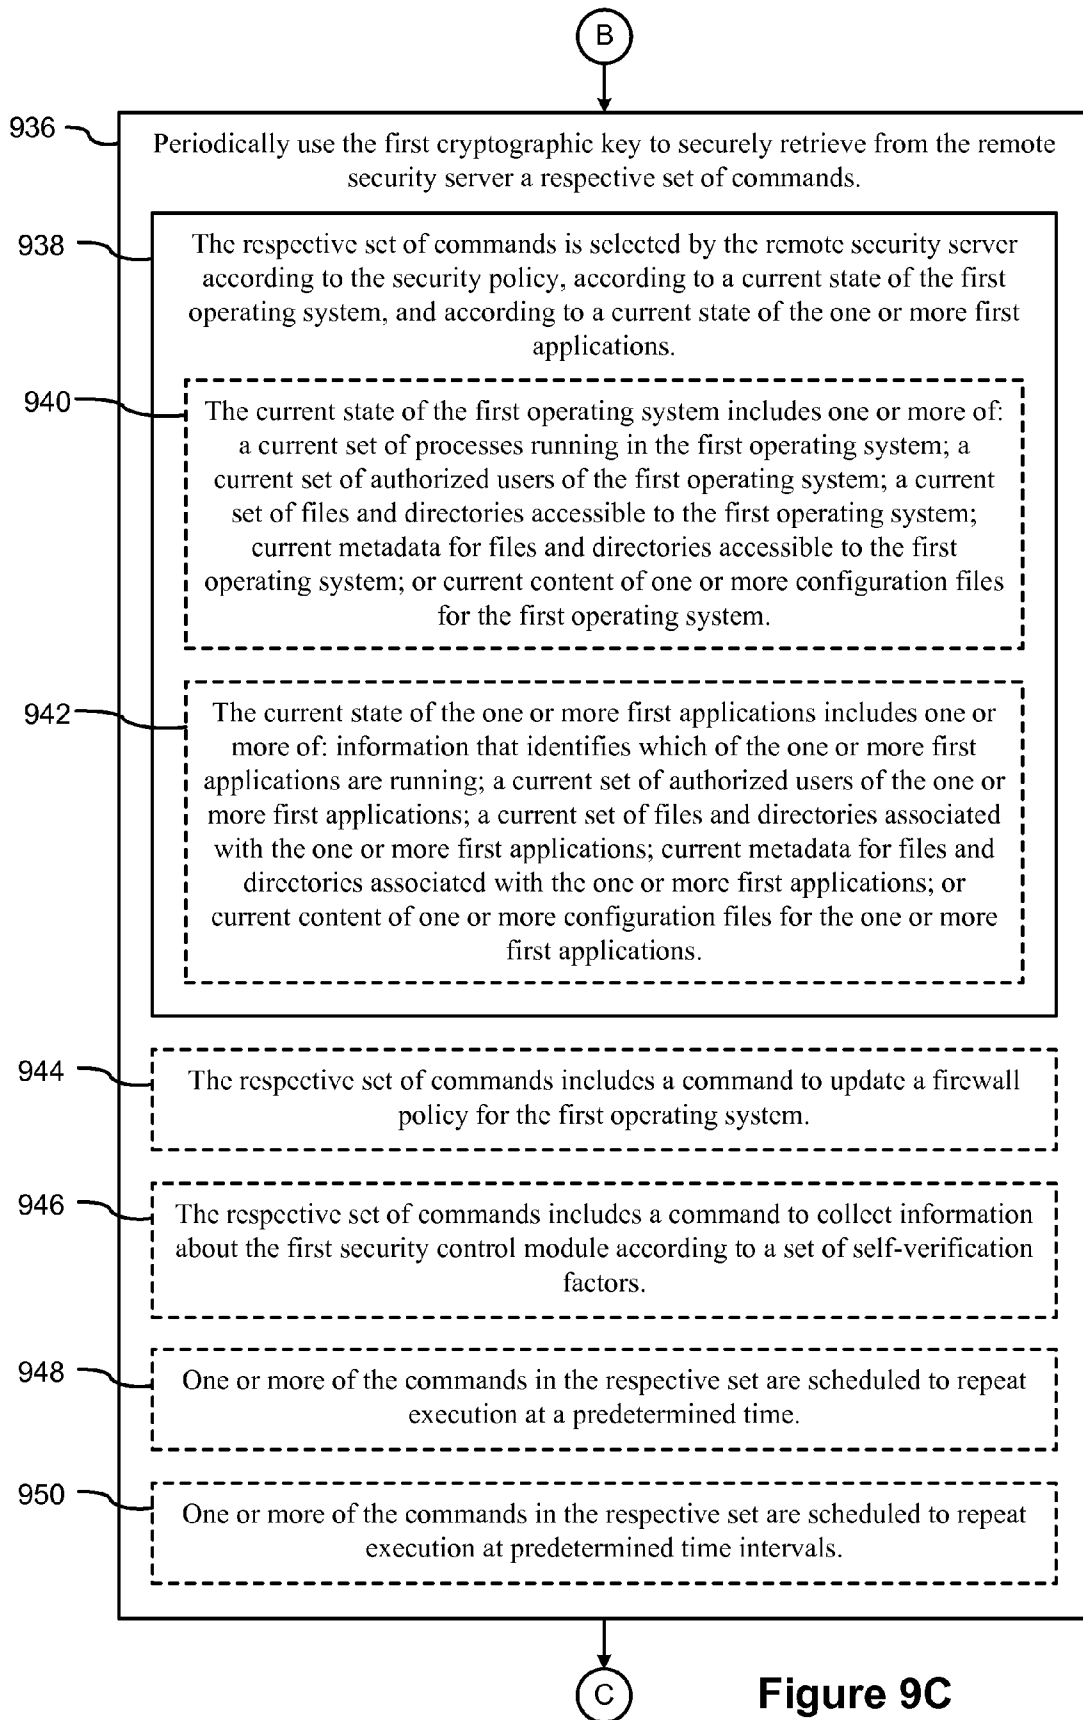 B
936
Periodically use the first cryptographic key to securely retrieve from the remote
security server a respective set of commands.
938
The respective set of commands is selected by the remote security server
according to the security policy, according to a current state of the first
operating system, and according to a current state of the one or more first
applications.
940
The current state of the first operating system includes one or more of:
a current set of processes running in the first operating system; a
current set of authorized users of the first operating system; a current
set of files and directories accessible to the first operating system;
current metadata for files and directories accessible to the first
operating system; or current content of one or more configuration files
for the first operating system.
942
The current state of the one or more first applications includes one or
more of: information that identifies which of the one or more first
applications are running; a current set of authorized users of the one or
more first applications; a current set of files and directories associated
with the one or more first applications; current metadata for files and
directories associated with the one or more first applications; or
current content of one or more configuration files for the one or more
first applications.
944
The respective set of commands includes a command to update a firewall
policy for the first operating system.
946
The respective set of commands includes a command to collect information
about the first security control module according to a set of self-verification
factors.
948
One or more of the commands in the respective set are scheduled to repeat
execution at a predetermined time.
950
One or more of the commands in the respective set are scheduled to repeat
execution at predetermined time intervals.
C
Figure 9C